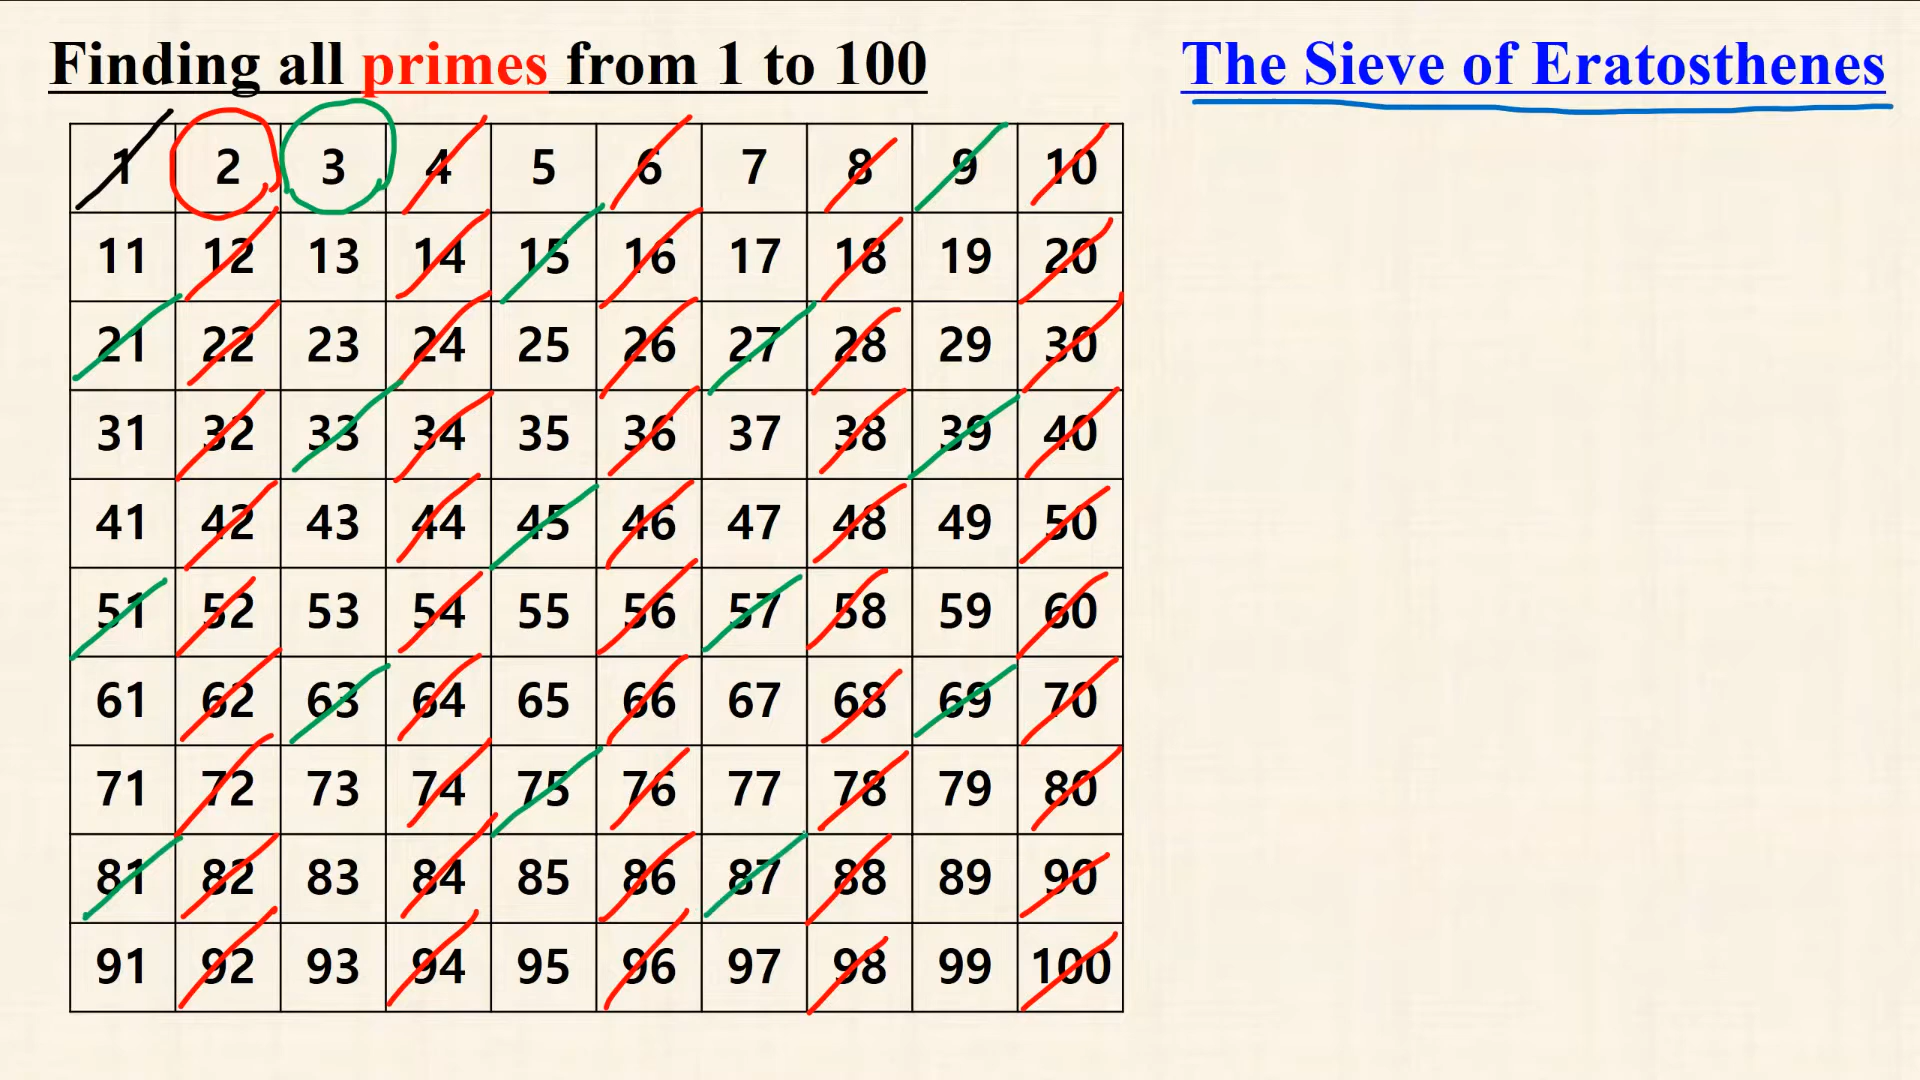 Finding all primes from 1 to 100
The Sieve of Eratosthenes
1 2 3 4 5 6 7 8 9 10
11 12 13 14 15 16 17 18 19 20
21 22 23 24 25 26 27 28 29 30
31 32 33 34 35 36 37 38 39 40
41 42 43 44 45 46 47 48 49 50
51 52 53 54 55 56 57 58 59 60
61 62 63 64 65 66 67 68 69 70
71 72 73 74 75 76 77 78 79 80
81 82 83 84 85 86 87 88 89 90
91 92 93 94 95 96 97 98 99 100